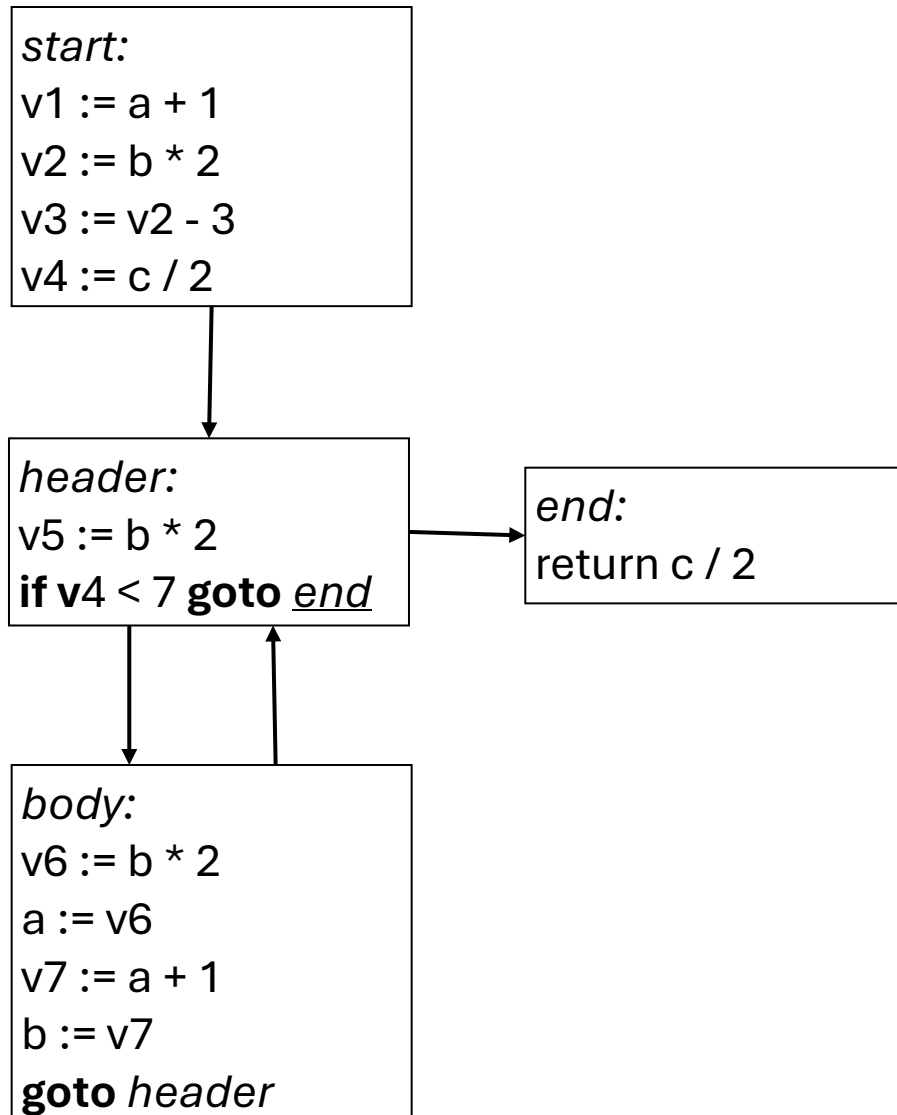 start:
v1 := a + 1
v2 := b * 2
v3 := v2 - 3
v4 := c / 2
header:
v5 := b * 2
if v4 < 7 goto end
end:
return c / 2
body:
v6 := b * 2
a := v6
v7 := a + 1
b := v7
goto header